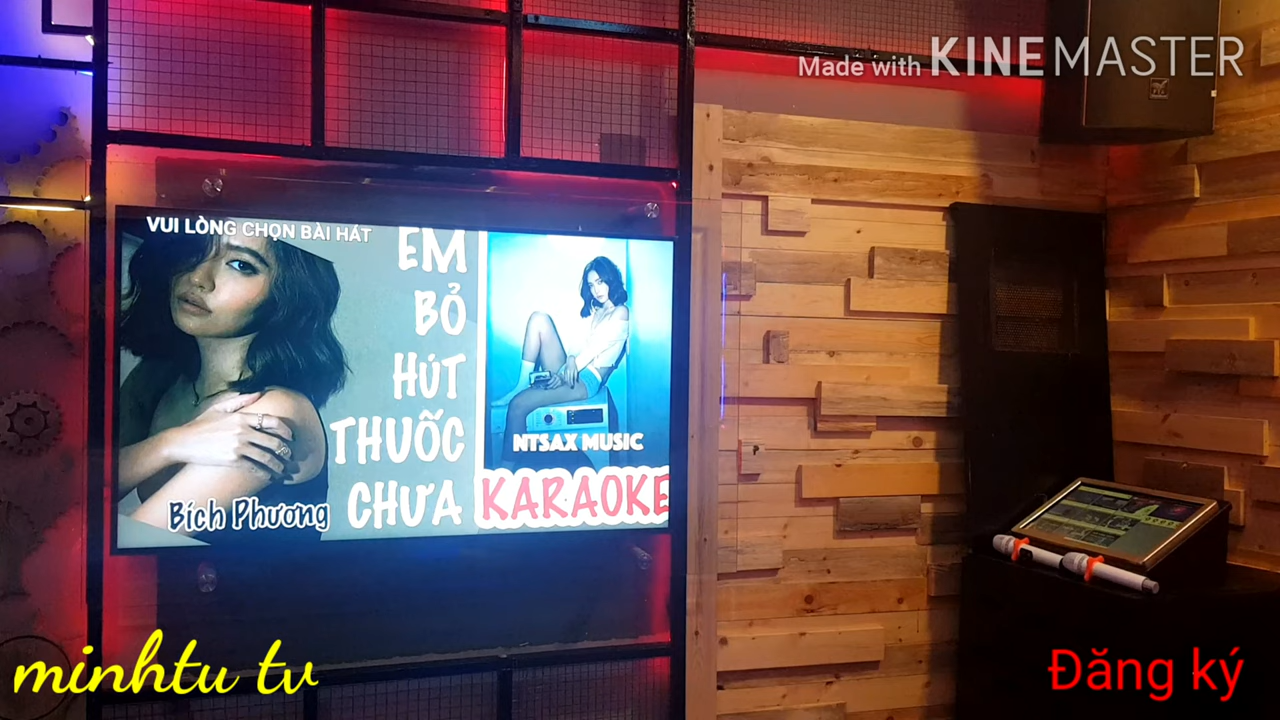 Made with KINEMASTER
VUI LÒNG CHỌN BÀI HÁT
EM
BỎ
HÚT
THUỐC
CHƯA
Bích Phương
NTSAX MUSIC
KARAOKE
minhtu tv
Đăng ký